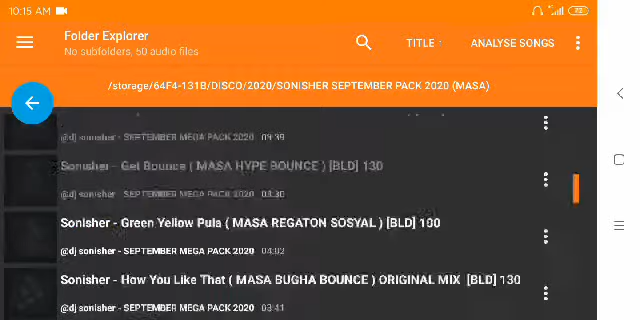 10:15 AM
Folder Explorer
No subfolders, 50 audio files
TITLE ↑
ANALYSE SONGS
/storage/64F4-131B/DISCO/2020/SONISHER SEPTEMBER PACK 2020 (MASA)
@dj sonisher - SEPTEMBER MEGA PACK 2020 03:39
Sonisher - Get Bounce ( MASA HYPE BOUNCE ) [BLD] 130
@dj sonisher - SEPTEMBER MEGA PACK 2020 03:30
Sonisher - Green Yellow Pula ( MASA REGATON SOSYAL ) [BLD] 100
@dj sonisher - SEPTEMBER MEGA PACK 2020 04:02
Sonisher - How You Like That ( MASA BUGHA BOUNCE ) ORIGINAL MIX [BLD] 130
@dj sonisher - SEPTEMBER MEGA PACK 2020 03:41